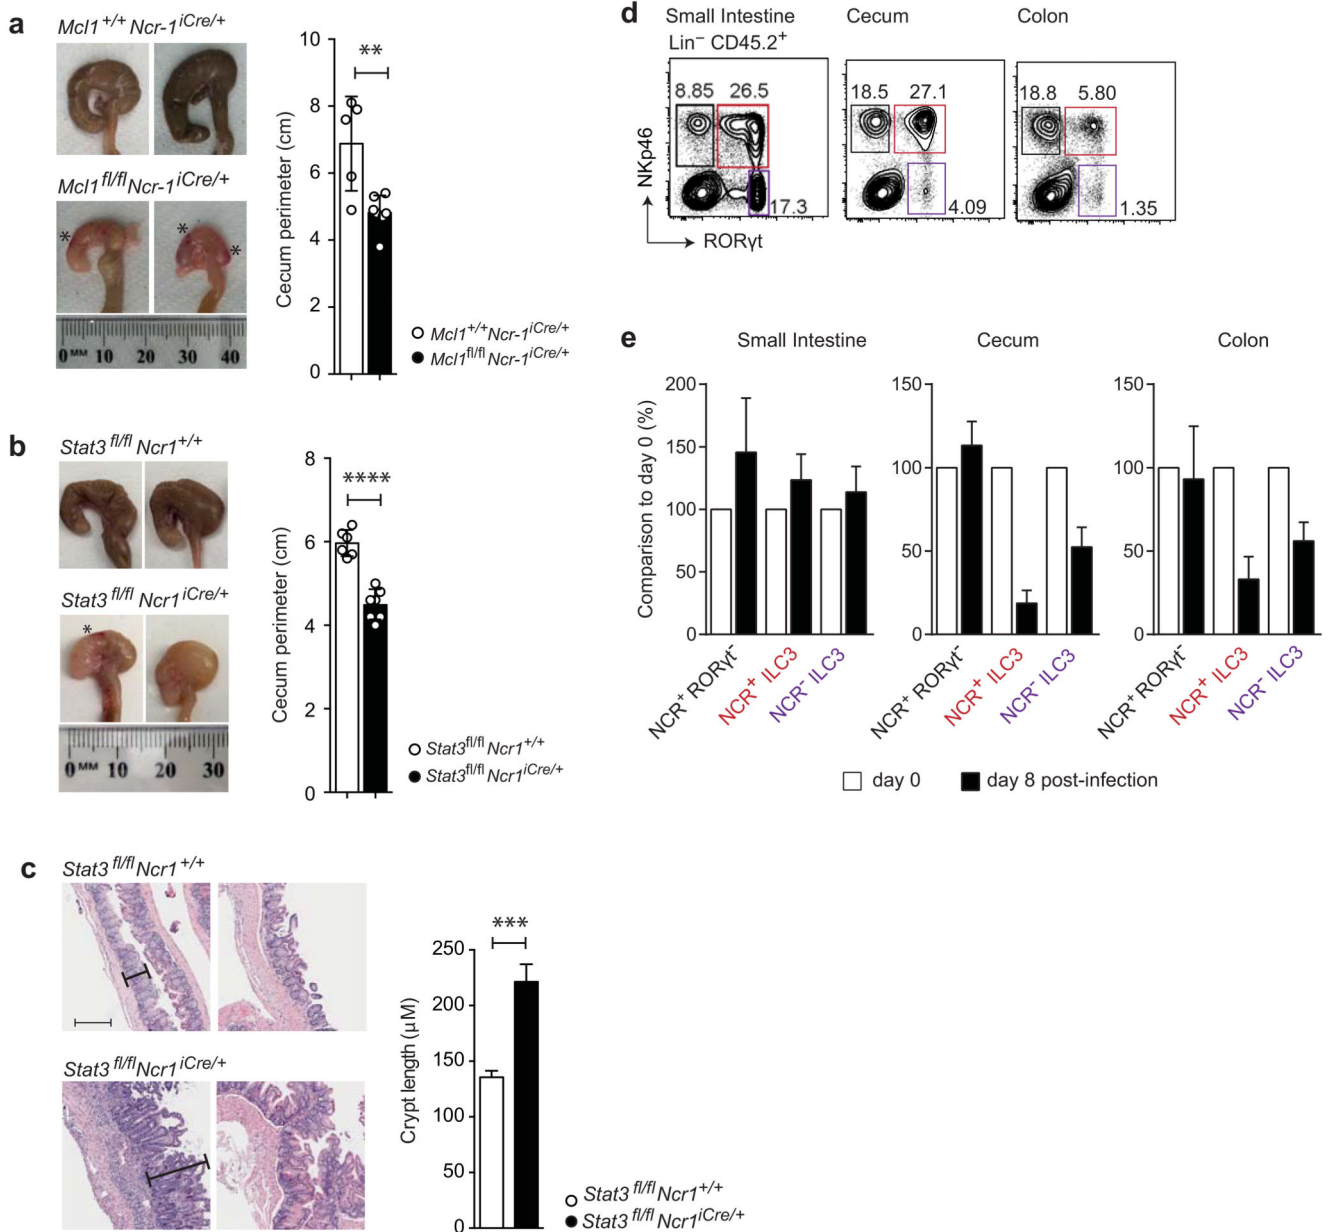 a
Mcl1+/+ Ncr-1iCre/+
Mcl1fl/fl Ncr-1iCre/+
*
*
*
0 MM 10 20 30 40
Cecum perimeter (cm)
10
8
6
4
2
0
**
Mcl1+/+Ncr-1iCre/+
Mcl1fl/fl Ncr-1iCre/+
b
Stat3 fl/fl Ncr1+/+
Stat3 fl/fl Ncr1iCre/+
*
0 MM 10 20 30
Cecum perimeter (cm)
8
6
4
2
0
****
Stat3fl/fl Ncr1+/+
Stat3fl/fl Ncr1iCre/+
c
Stat3 fl/fl Ncr1+/+
Stat3 fl/fl Ncr1iCre/+
Crypt length (µM)
250
200
150
100
50
0
***
Stat3 fl/fl Ncr1+/+
Stat3 fl/fl Ncr1iCre/+
d
Small Intestine
Cecum
Colon
Lin− CD45.2+
8.85 26.5
17.3
18.5 27.1
4.09
18.8 5.80
1.35
NKp46
RORγt
e
Small Intestine
Cecum
Colon
Comparison to day 0 (%)
200
150
100
50
0
150
100
50
0
150
100
50
0
NCR+ RORγt−
NCR+ ILC3
NCR− ILC3
NCR+ RORγt−
NCR+ ILC3
NCR− ILC3
NCR+ RORγt−
NCR+ ILC3
NCR− ILC3
day 0
day 8 post-infection